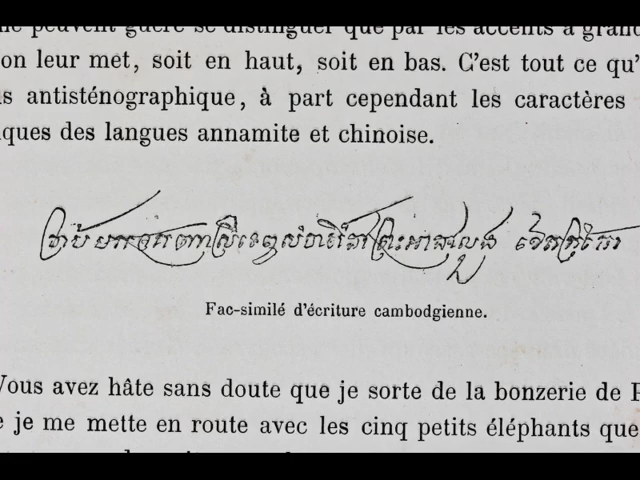 peuvent guère se distinguer que par les accents à grand
on leur met, soit en haut, soit en bas. C'est tout ce qu'
s antisténographique, à part cependant les caractères
ques des langues annamite et chinoise.
Fac-similé d'écriture cambodgienne.
Vous avez hâte sans doute que je sorte de la bonzerie de P
e je me mette en route avec les cinq petits éléphants que